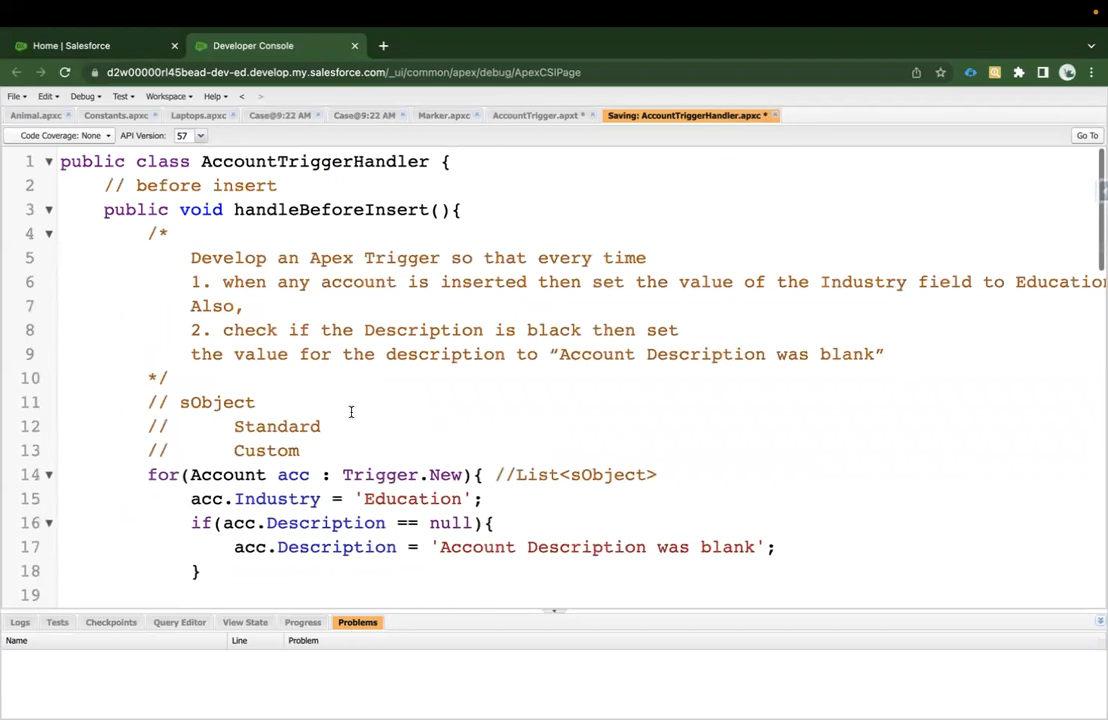 Home | Salesforce
Developer Console
d2w00000rl45bead-dev-ed.develop.my.salesforce.com/_ui/common/apex/debug/ApexCSIPage
File Edit Debug Test Workspace Help < >
Animal.apxc Constants.apxc Laptops.apxc Case@9:22 AM Case@9:22 AM Marker.apxc AccountTrigger.apxt * Saving: AccountTriggerHandler.apxc *
Code Coverage: None API Version: 57 Go To
1 public class AccountTriggerHandler {
2 // before insert
3 public void handleBeforeInsert(){
4 /*
5 Develop an Apex Trigger so that every time
6 1. when any account is inserted then set the value of the Industry field to Education
7 Also,
8 2. check if the Description is black then set
9 the value for the description to “Account Description was blank”
10 */
11 // sObject
12 // Standard
13 // Custom
14 for(Account acc : Trigger.New){ //List<sObject>
15 acc.Industry = 'Education';
16 if(acc.Description == null){
17 acc.Description = 'Account Description was blank';
18 }
19
Logs Tests Checkpoints Query Editor View State Progress Problems
Name Line Problem